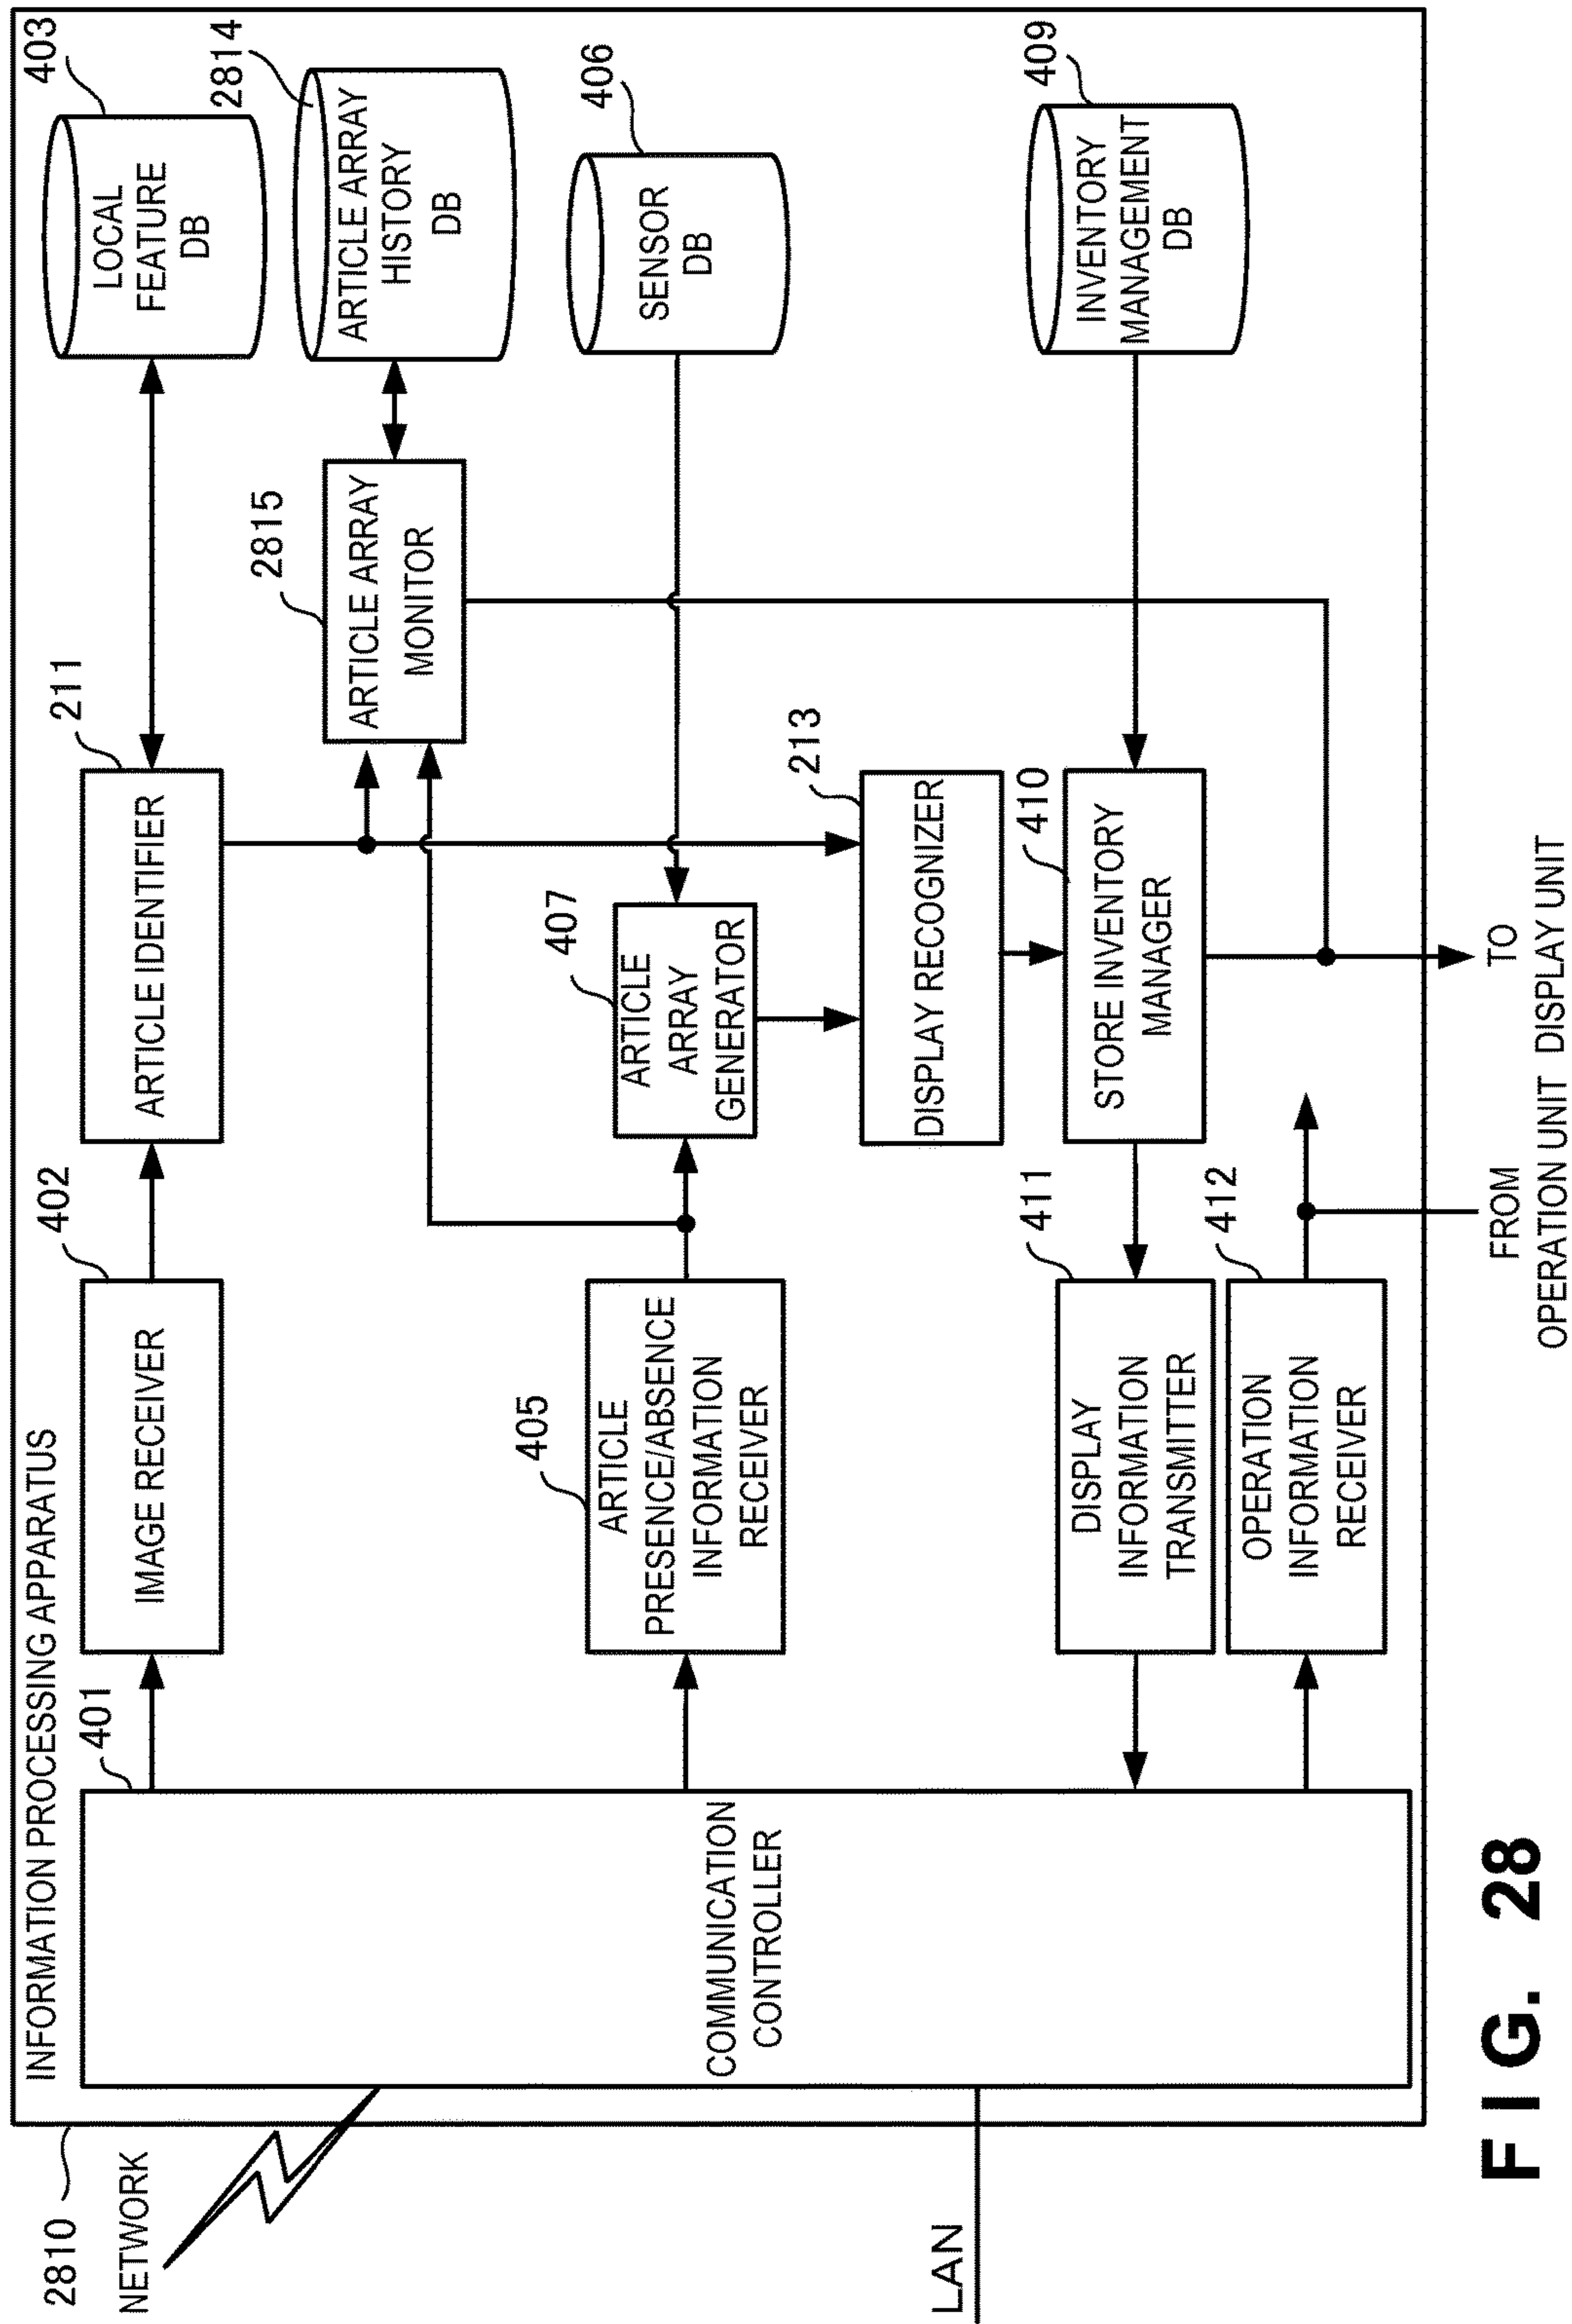 INFORMATION PROCESSING APPARATUS
2810
NETWORK
LAN
401
COMMUNICATION
CONTROLLER
402
IMAGE RECEIVER
211
ARTICLE IDENTIFIER
403
LOCAL
FEATURE
DB
2815
ARTICLE ARRAY
MONITOR
2814
ARTICLE ARRAY
HISTORY
DB
405
ARTICLE
PRESENCE/ABSENCE
INFORMATION
RECEIVER
407
ARTICLE
ARRAY
GENERATOR
406
SENSOR
DB
213
DISPLAY RECOGNIZER
411
DISPLAY
INFORMATION
TRANSMITTER
410
STORE INVENTORY
MANAGER
409
INVENTORY
MANAGEMENT
DB
412
OPERATION
INFORMATION
RECEIVER
FROM
OPERATION UNIT
TO
DISPLAY UNIT
FIG. 28